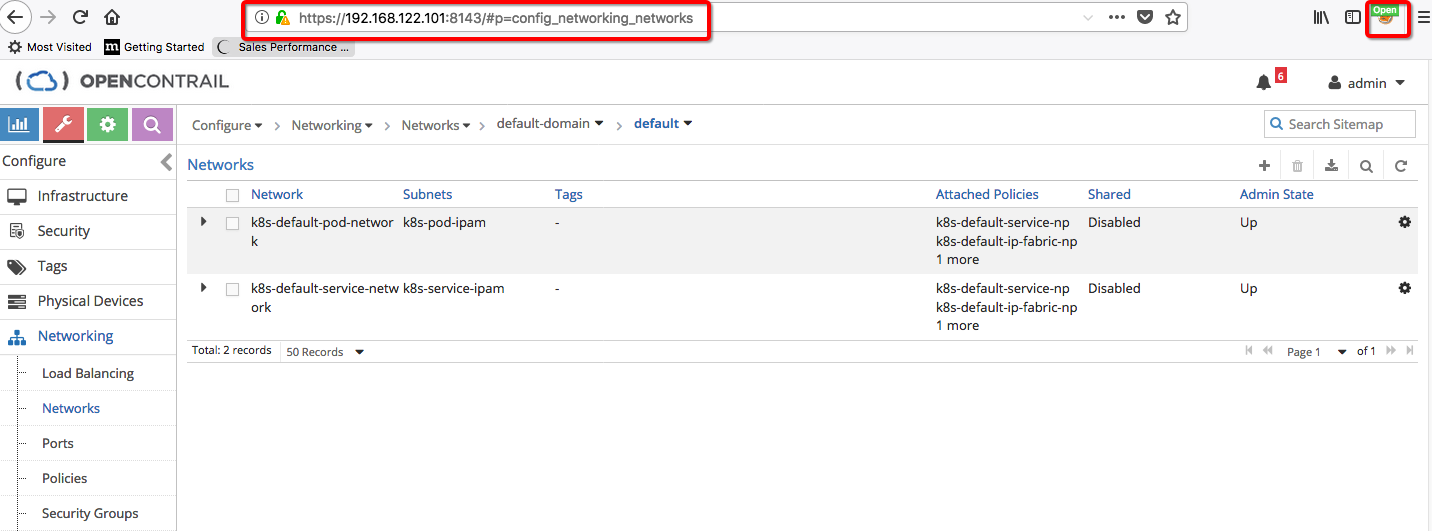 Open
https://192.168.122.101:8143/#p=config_networking_networks
Most Visited m Getting Started Sales Performance ...
OPENCONTRAIL
6
admin
Configure Networking Networks default-domain default
Search Sitemap
Configure
Networks
Infrastructure
Network Subnets Tags Attached Policies Shared Admin State
Security
k8s-default-pod-networ k8s-pod-ipam - k8s-default-service-np Disabled Up
k k8s-default-ip-fabric-np
1 more
Tags
Physical Devices
k8s-default-service-netw k8s-service-ipam - k8s-default-service-np Disabled Up
ork k8s-default-ip-fabric-np
1 more
Networking
Total: 2 records 50 Records Page 1 of 1
Load Balancing
Networks
Ports
Policies
Security Groups